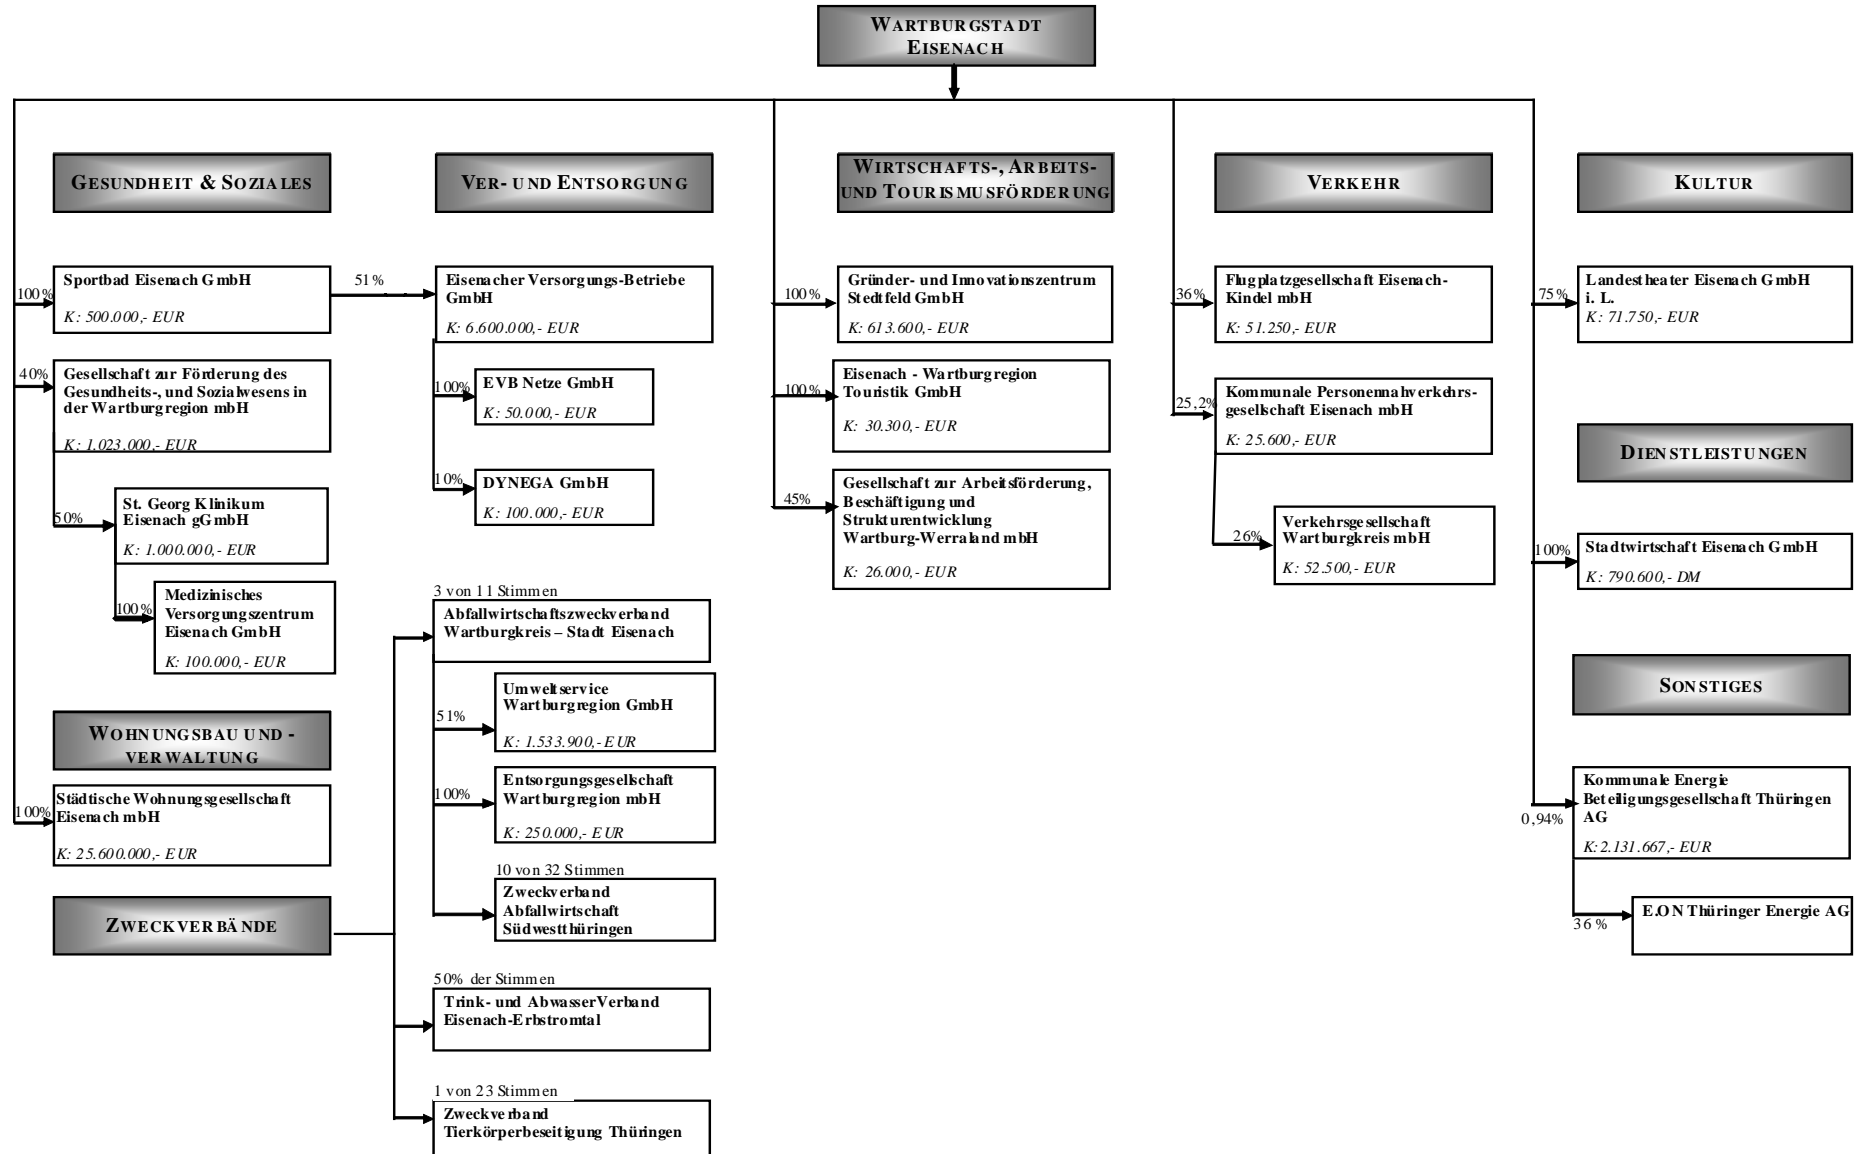 WARTBURGSTADT
EISENACH
GESUNDHEIT & SOZIALES
100%
Sportbad Eisenach GmbH
K: 500.000,- EUR
40%
Gesellschaft zur Förderung des
Gesundheits-, und Sozialwesens in
der Wartburgregion mbH
K: 1.023.000,- EUR
50%
St. Georg Klinikum
Eisenach gGmbH
K: 1.000.000,- EUR
100%
Medizinisches
Versorgungszentrum
Eisenach GmbH
K: 100.000,- EUR
WOHNUNGSBAU UND -
VERWALTUNG
100%
Städtische Wohnungsgesellschaft
Eisenach mbH
K: 25.600.000,- EUR
ZWECKVERBÄNDE
VER- UND ENTSORGUNG
51%
Eisenacher Versorgungs-Betriebe
GmbH
K: 6.600.000,- EUR
100%
EVB Netze GmbH
K: 50.000,- EUR
10%
DYNEGA GmbH
K: 100.000,- EUR
3 von 11 Stimmen
Abfallwirtschaftszweckverband
Wartburgkreis – Stadt Eisenach
51%
Umweltservice
Wartburgregion GmbH
K: 1.533.900,- EUR
100%
Entsorgungsgesellschaft
Wartburgregion mbH
K: 250.000,- EUR
10 von 32 Stimmen
Zweckverband
Abfallwirtschaft
Südwestthüringen
50% der Stimmen
Trink- und AbwasserVerband
Eisenach-Erbstromtal
1 von 23 Stimmen
Zweckverband
Tierkörperbeseitigung Thüringen
WIRTSCHAFTS-, ARBEITS-
UND TOURISMUSFÖRDERUNG
100%
Gründer- und Innovationszentrum
Stedtfeld GmbH
K: 613.600,- EUR
100%
Eisenach - Wartburgregion
Touristik GmbH
K: 30.300,- EUR
45%
Gesellschaft zur Arbeitsförderung,
Beschäftigung und
Strukturentwicklung
Wartburg-Werraland mbH
K: 26.000,- EUR
VERKEHR
36%
Flugplatzgesellschaft Eisenach-
Kindel mbH
K: 51.250,- EUR
25,2%
Kommunale Personennahverkehrs-
gesellschaft Eisenach mbH
K: 25.600,- EUR
26%
Verkehrsgesellschaft
Wartburgkreis mbH
K: 52.500,- EUR
KULTUR
75%
Landestheater Eisenach GmbH
i. L.
K: 71.750,- EUR
DIENSTLEISTUNGEN
100%
Stadtwirtschaft Eisenach GmbH
K: 790.600,- DM
SONSTIGES
0,94%
Kommunale Energie
Beteiligungsgesellschaft Thüringen
AG
K: 2.131.667,- EUR
36 %
E.ON Thüringer Energie AG